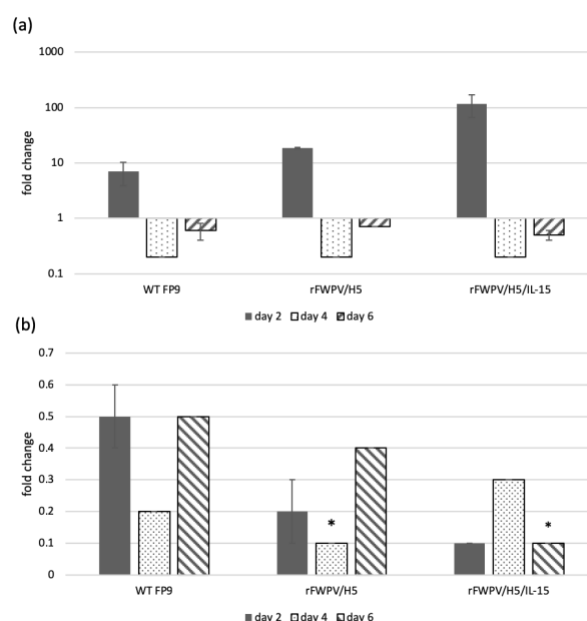 (a)
1000
100
10
1
0.1
fold change
WT FP9
rFWPV/H5
rFWPV/H5/IL-15
day 2
day 4
day 6
(b)
0.7
0.6
0.5
0.4
0.3
0.2
0.1
0
fold change
*
*
WT FP9
rFWPV/H5
rFWPV/H5/IL-15
day 2
day 4
day 6